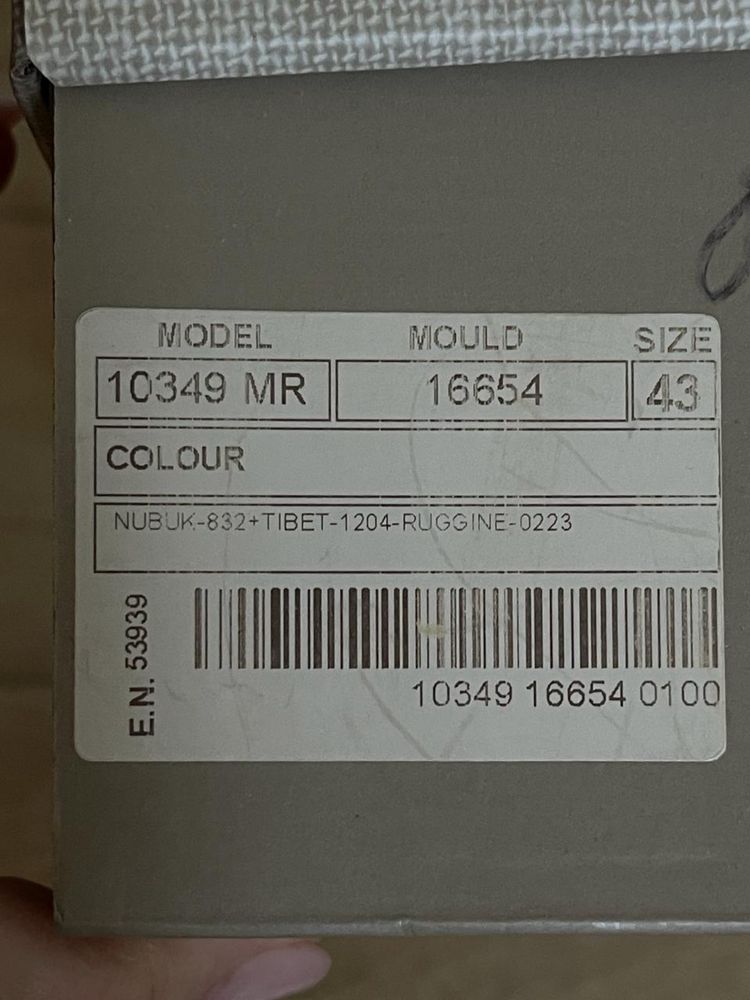 MODEL MOULD SIZE
10349 MR 16654 43
COLOUR
NUBUK-832+TIBET-1204-RUGGINE-0223
E.N. 53939
10349 16654 0100